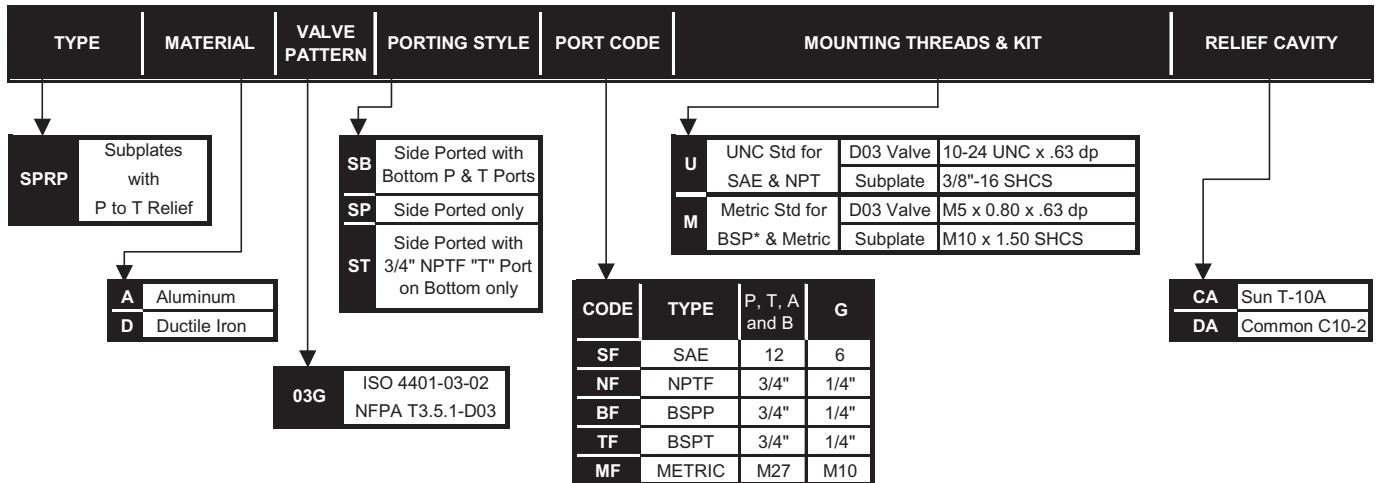 TYPE MATERIAL VALVE PATTERN PORTING STYLE PORT CODE MOUNTING THREADS & KIT RELIEF CAVITY
SPRP
Subplates
with
P to T Relief
A Aluminum
D Ductile Iron
03G
ISO 4401-03-02
NFPA T3.5.1-D03
SB
Side Ported with
Bottom P & T Ports
SP Side Ported only
ST
Side Ported with
3/4" NPTF "T" Port
on Bottom only
CODE TYPE P, T, A and B G
SF SAE 12 6
NF NPTF 3/4" 1/4"
BF BSPP 3/4" 1/4"
TF BSPT 3/4" 1/4"
MF METRIC M27 M10
U
UNC Std for D03 Valve 10-24 UNC x .63 dp
SAE & NPT Subplate 3/8"-16 SHCS
M
Metric Std for D03 Valve M5 x 0.80 x .63 dp
BSP* & Metric Subplate M10 x 1.50 SHCS
CA Sun T-10A
DA Common C10-2